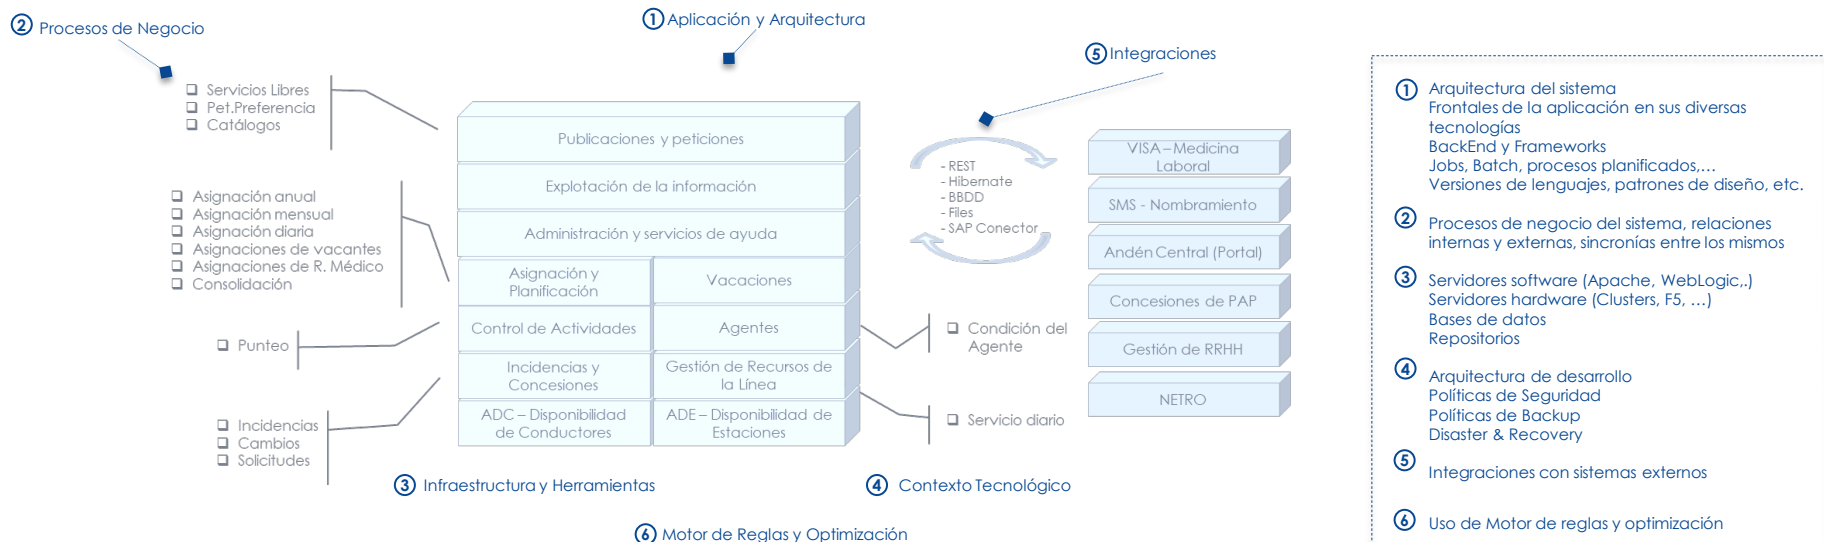 ② Procesos de Negocio
① Aplicación y Arquitectura
⑤ Integraciones
❑ Servicios Libres
❑ Pet.Preferencia
❑ Catálogos
❑ Asignación anual
❑ Asignación mensual
❑ Asignación diaria
❑ Asignaciones de vacantes
❑ Asignaciones de R. Médico
❑ Consolidación
❑ Punteo
❑ Incidencias
❑ Cambios
❑ Solicitudes
Publicaciones y peticiones
Explotación de la información
Administración y servicios de ayuda
Asignación y
Planificación
Vacaciones
Control de Actividades
Agentes
Incidencias y
Concesiones
Gestión de Recursos de
la Línea
ADC – Disponibilidad
de Conductores
ADE – Disponibilidad de
Estaciones
❑ Condición del
Agente
❑ Servicio diario
- REST
- Hibernate
- BBDD
- Files
- SAP Conector
VISA – Medicina
Laboral
SMS - Nombramiento
Andén Central (Portal)
Concesiones de PAP
Gestión de RRHH
NETRO
③ Infraestructura y Herramientas
④ Contexto Tecnológico
⑥ Motor de Reglas y Optimización
① Arquitectura del sistema
Frontales de la aplicación en sus diversas
tecnologías
BackEnd y Frameworks
Jobs, Batch, procesos planificados,...
Versiones de lenguajes, patrones de diseño, etc.
② Procesos de negocio del sistema, relaciones
internas y externas, sincronías entre los mismos
③ Servidores software (Apache, WebLogic,.)
Servidores hardware (Clusters, F5, ...)
Bases de datos
Repositorios
④ Arquitectura de desarrollo
Políticas de Seguridad
Políticas de Backup
Disaster & Recovery
⑤ Integraciones con sistemas externos
⑥ Uso de Motor de reglas y optimización